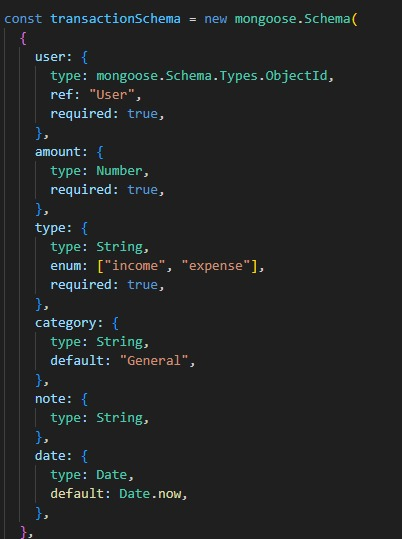 const transactionSchema = new mongoose.Schema(
  {
    user: {
      type: mongoose.Schema.Types.ObjectId,
      ref: "User",
      required: true,
    },
    amount: {
      type: Number,
      required: true,
    },
    type: {
      type: String,
      enum: ["income", "expense"],
      required: true,
    },
    category: {
      type: String,
      default: "General",
    },
    note: {
      type: String,
    },
    date: {
      type: Date,
      default: Date.now,
    },
  },